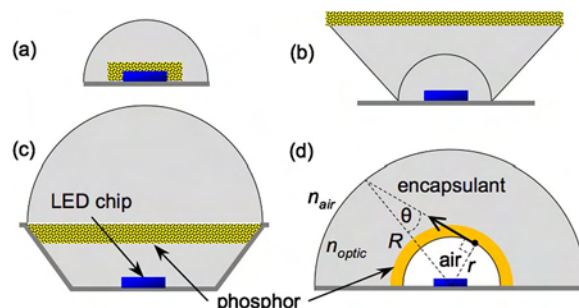 (a)
(b)
(c)
LED chip
phosphor
(d)
encapsulant
n_air
θ
n_optic
R
air
r